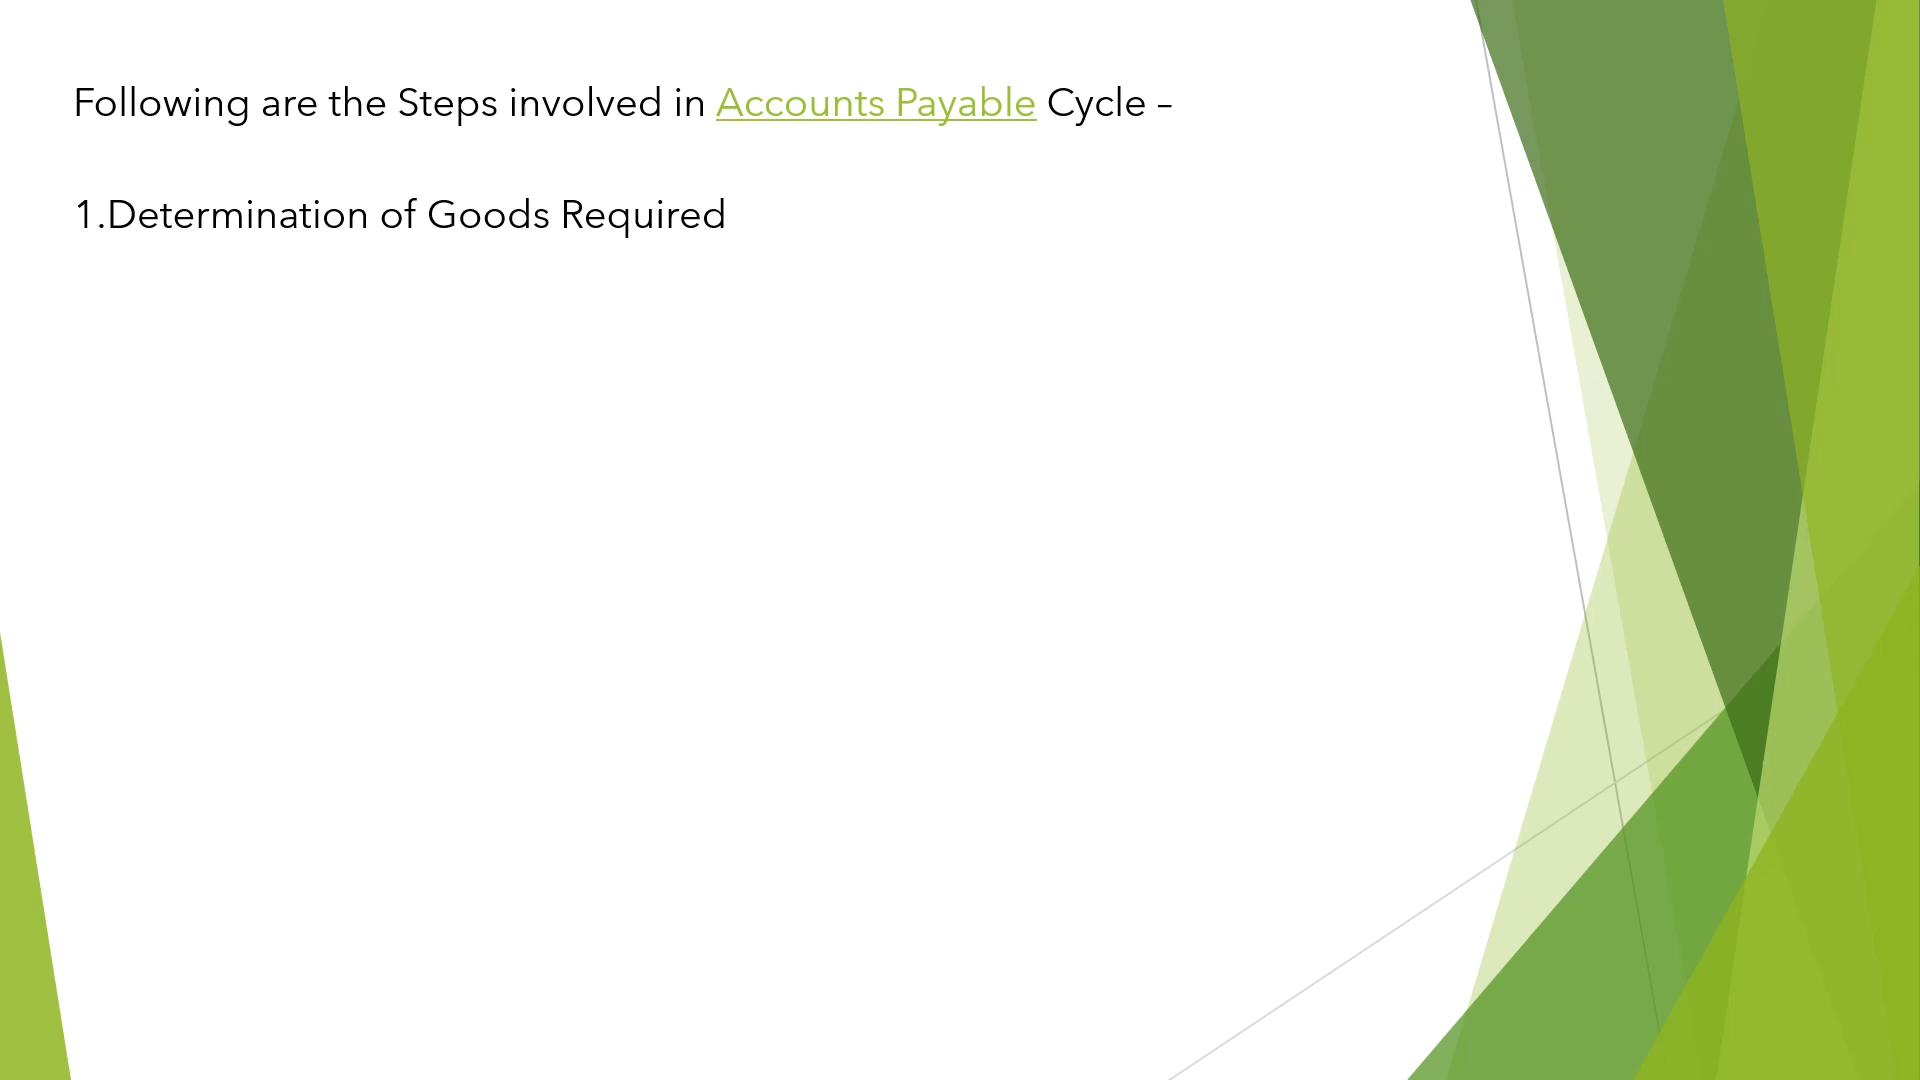 Following are the Steps involved in Accounts Payable Cycle –
1.Determination of Goods Required